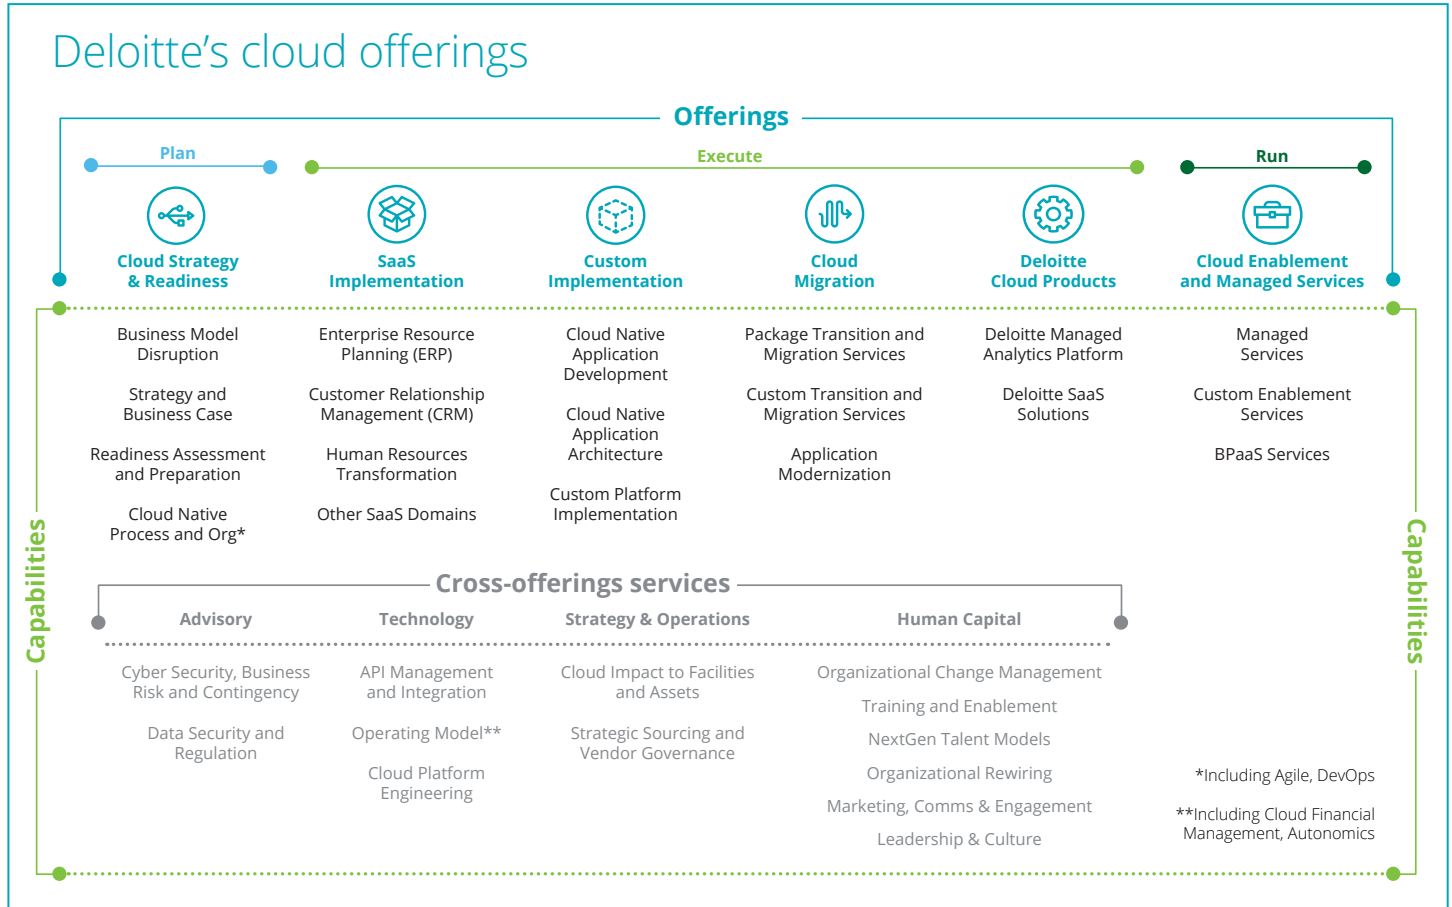 Deloitte's cloud offerings
Offerings
Plan
Execute
Run
Cloud Strategy
& Readiness
SaaS
Implementation
Custom
Implementation
Cloud
Migration
Deloitte
Cloud Products
Cloud Enablement
and Managed Services
Capabilities
Business Model
Disruption
Strategy and
Business Case
Readiness Assessment
and Preparation
Cloud Native
Process and Org*
Enterprise Resource
Planning (ERP)
Customer Relationship
Management (CRM)
Human Resources
Transformation
Other SaaS Domains
Cloud Native
Application
Development
Cloud Native
Application
Architecture
Custom Platform
Implementation
Package Transition and
Migration Services
Custom Transition and
Migration Services
Application
Modernization
Deloitte Managed
Analytics Platform
Deloitte SaaS
Solutions
Managed
Services
Custom Enablement
Services
BPaaS Services
Capabilities
Cross-offerings services
Advisory
Cyber Security, Business
Risk and Contingency
Data Security and
Regulation
Technology
API Management
and Integration
Operating Model**
Cloud Platform
Engineering
Strategy & Operations
Cloud Impact to Facilities
and Assets
Strategic Sourcing and
Vendor Governance
Human Capital
Organizational Change Management
Training and Enablement
NextGen Talent Models
Organizational Rewiring
Marketing, Comms & Engagement
Leadership & Culture
*Including Agile, DevOps
**Including Cloud Financial
Management, Autonomics